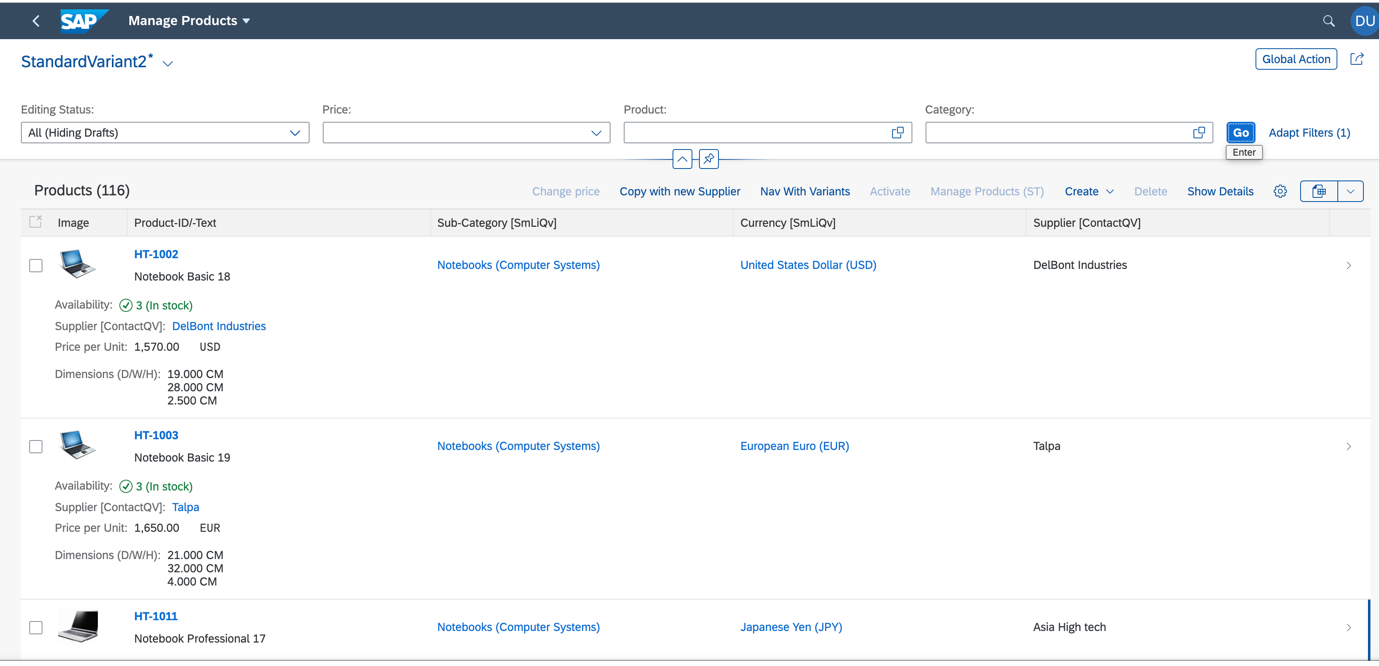 SAP Manage Products DU
StandardVariant2* Global Action
Editing Status: Price: Product: Category:
All (Hiding Drafts) Go Adapt Filters (1)
Enter
Products (116) Change price Copy with new Supplier Nav With Variants Activate Manage Products (ST) Create Delete Show Details
Image Product-ID/-Text Sub-Category [SmLiQv] Currency [SmLiQv] Supplier [ContactQV]
HT-1002
Notebooks (Computer Systems) United States Dollar (USD) DelBont Industries
Notebook Basic 18
Availability: 3 (In stock)
Supplier [ContactQV]: DelBont Industries
Price per Unit: 1,570.00 USD
Dimensions (D/W/H): 19.000 CM
28.000 CM
2.500 CM
HT-1003
Notebooks (Computer Systems) European Euro (EUR) Talpa
Notebook Basic 19
Availability: 3 (In stock)
Supplier [ContactQV]: Talpa
Price per Unit: 1,650.00 EUR
Dimensions (D/W/H): 21.000 CM
32.000 CM
4.000 CM
HT-1011
Notebooks (Computer Systems) Japanese Yen (JPY) Asia High tech
Notebook Professional 17